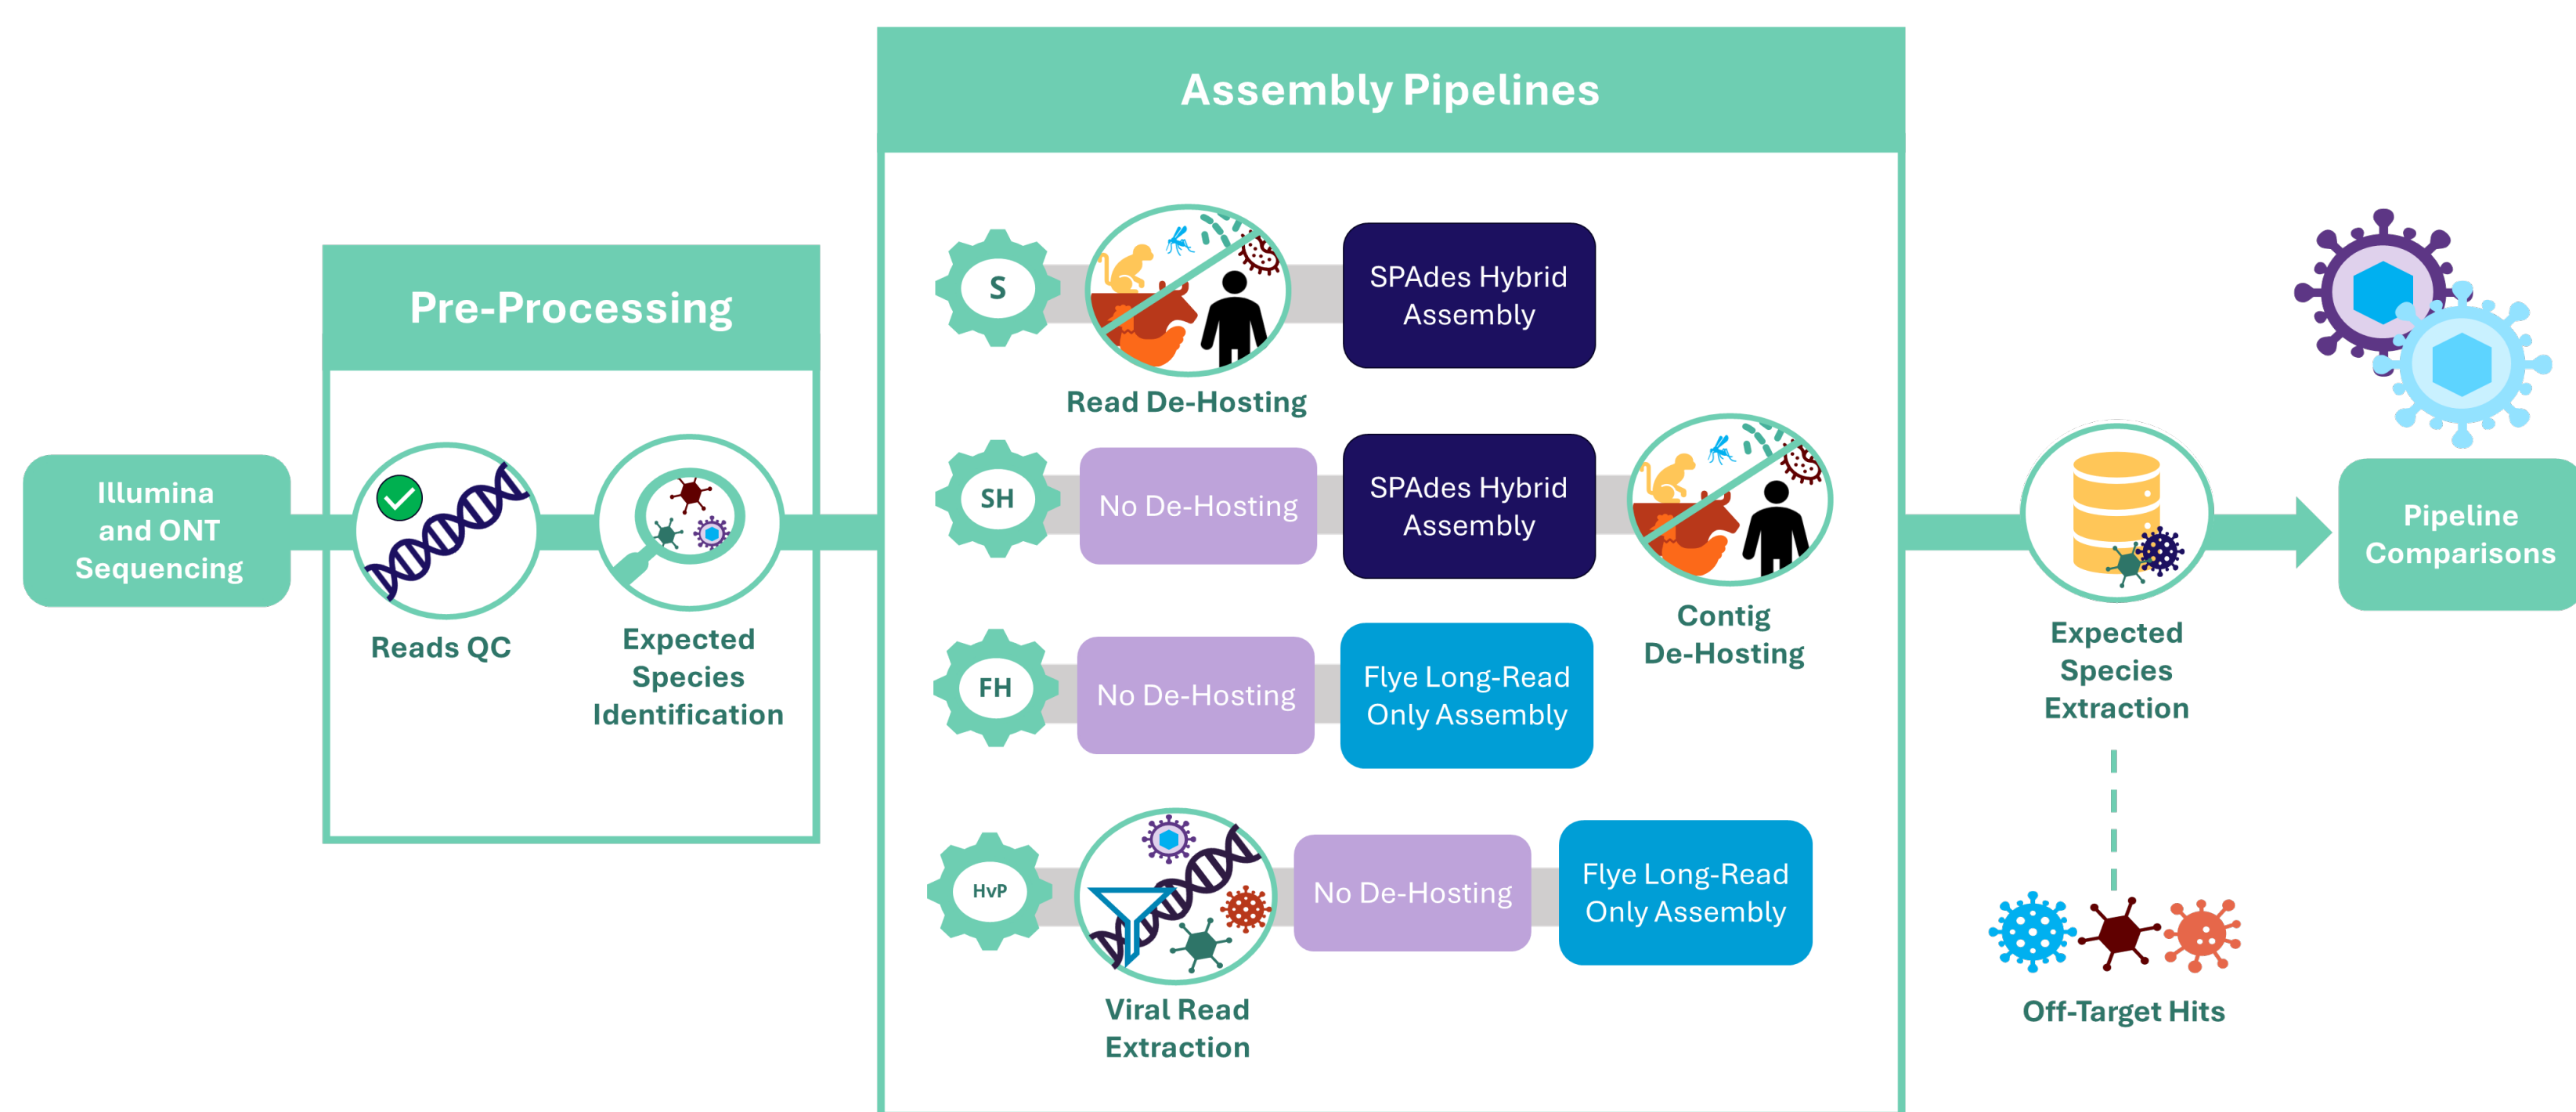 Illumina
and ONT
Sequencing
Pre-Processing
Reads QC
Expected
Species
Identification
Assembly Pipelines
S
Read De-Hosting
SPAdes Hybrid
Assembly
SH
No De-Hosting
SPAdes Hybrid
Assembly
Contig
De-Hosting
FH
No De-Hosting
Flye Long-Read
Only Assembly
HvP
Viral Read
Extraction
No De-Hosting
Flye Long-Read
Only Assembly
Expected
Species
Extraction
Off-Target Hits
Pipeline
Comparisons